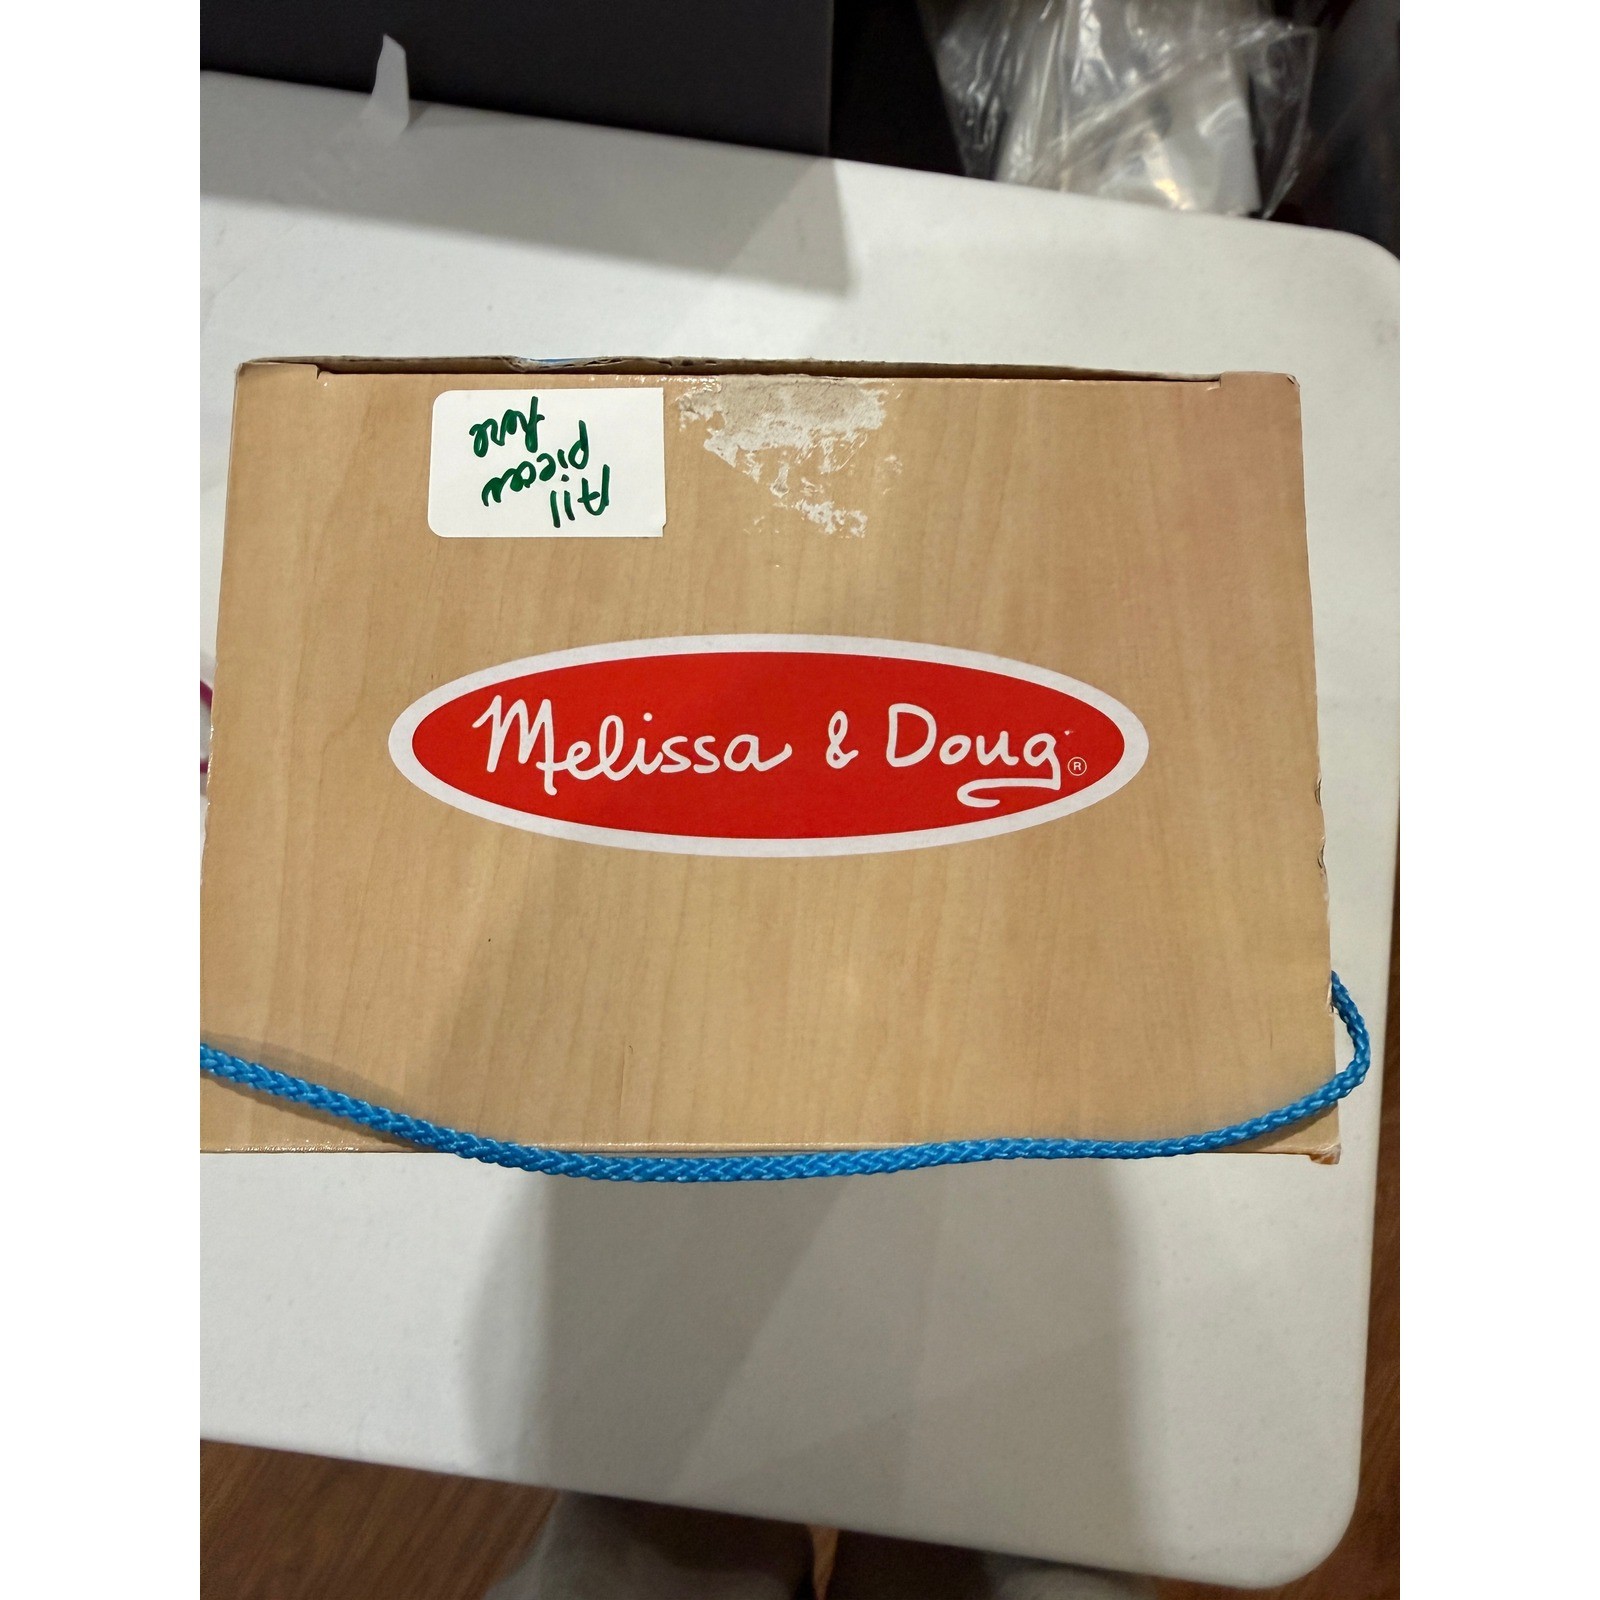 All
pieces
here
Melissa & Doug®